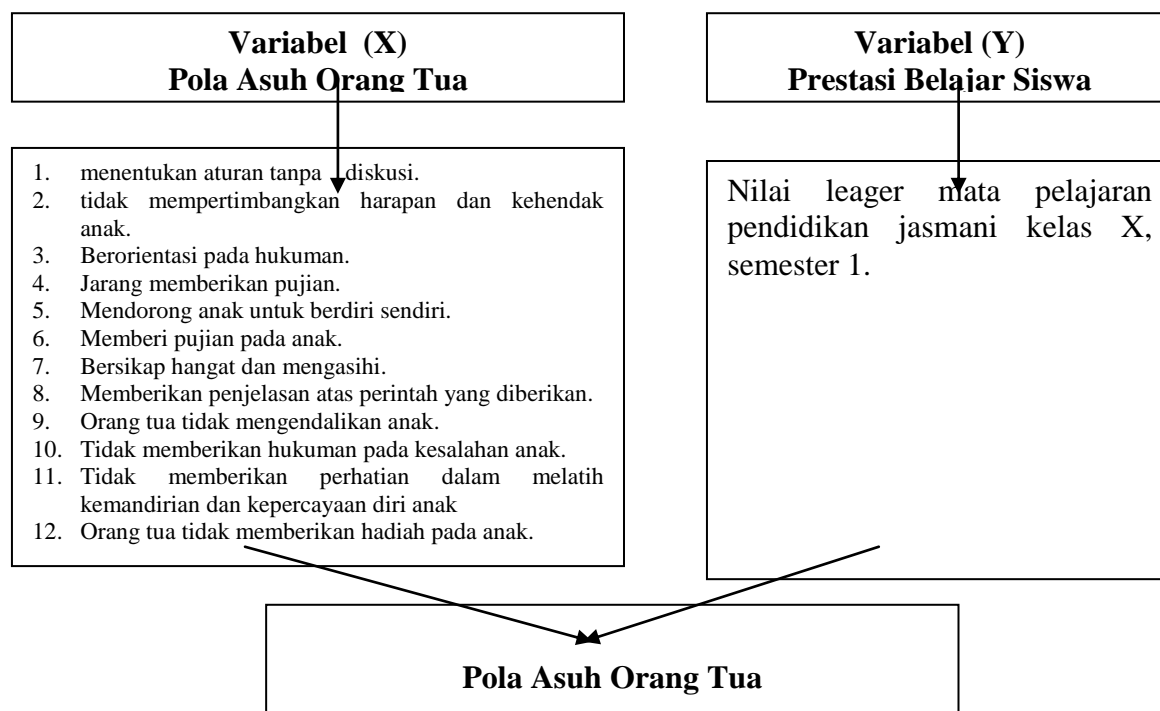 Variabel (X)
Pola Asuh Orang Tua
Variabel (Y)
Prestasi Belajar Siswa
1. menentukan aturan tanpa diskusi.
2. tidak mempertimbangkan harapan dan kehendak
anak.
3. Berorientasi pada hukuman.
4. Jarang memberikan pujian.
5. Mendorong anak untuk berdiri sendiri.
6. Memberi pujian pada anak.
7. Bersikap hangat dan mengasihi.
8. Memberikan penjelasan atas perintah yang diberikan.
9. Orang tua tidak mengendalikan anak.
10. Tidak memberikan hukuman pada kesalahan anak.
11. Tidak memberikan perhatian dalam melatih
kemandirian dan kepercayaan diri anak
12. Orang tua tidak memberikan hadiah pada anak.
Nilai leager mata pelajaran
pendidikan jasmani kelas X,
semester 1.
Pola Asuh Orang Tua